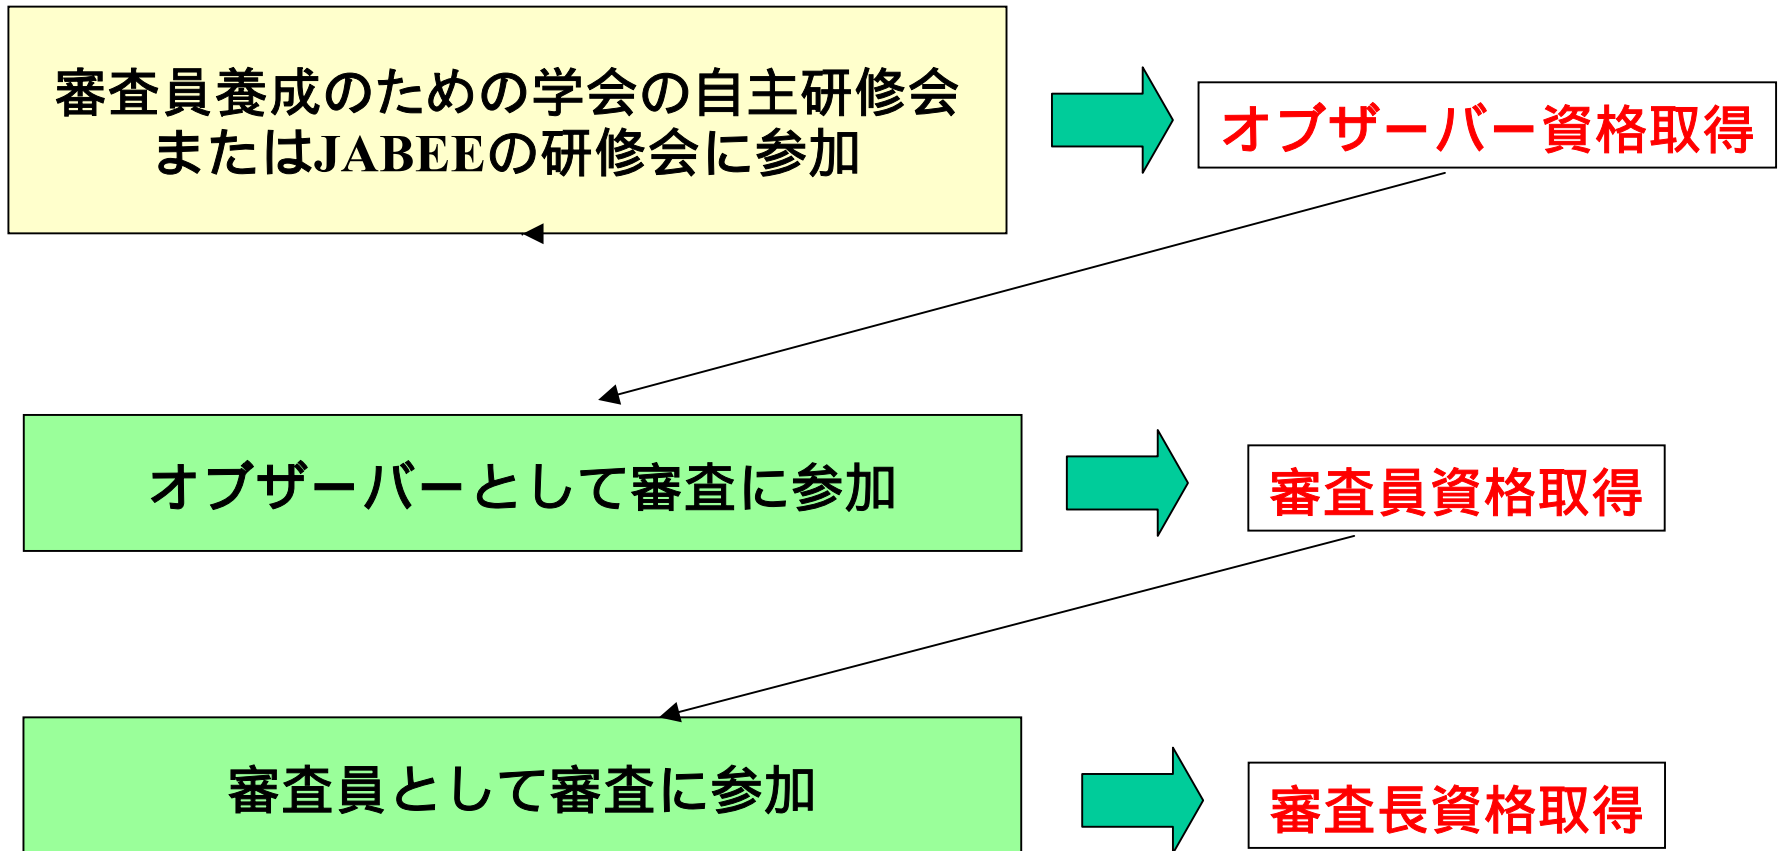 審査員養成のための学会の自主研修会
またはJABEEの研修会に参加
オブザーバー資格取得
オブザーバーとして審査に参加
審査員資格取得
審査員として審査に参加
審査長資格取得